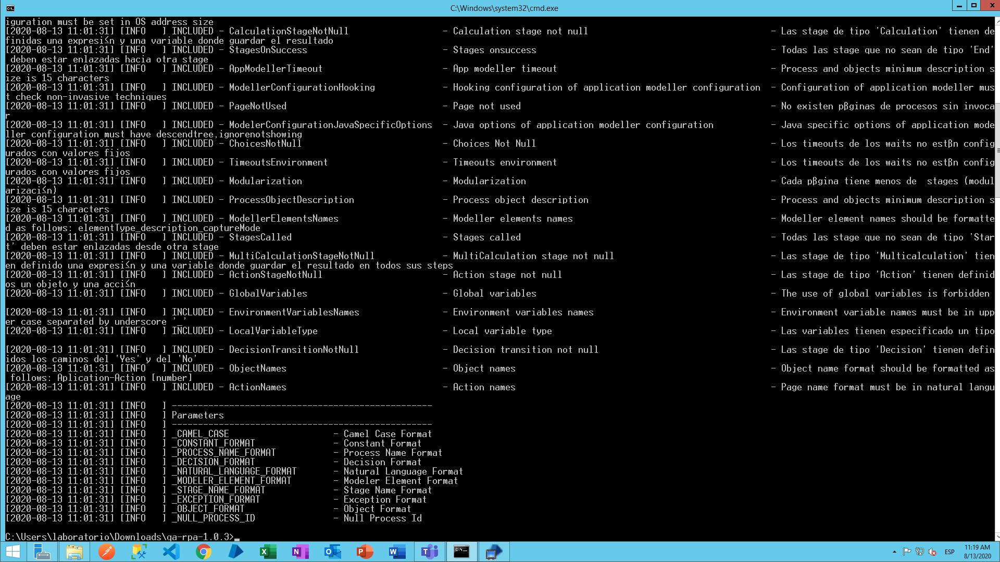 C:\Windows\system32\cmd.exe
iguration must be set in OS address size
[2020-08-13 11:01:31] [INFO   ] INCLUDED - CalculationStageNotNull                  - Calculation stage not null                                   - Las stage de tipo 'Calculation' tienen de
finidas una expresi≤n y una variable donde guardar el resultado
[2020-08-13 11:01:31] [INFO   ] INCLUDED - StagesOnSuccess                          - Stages onsuccess                                             - Todas las stage que no sean de tipo 'End'
 deben estar enlazadas hacia otra stage
[2020-08-13 11:01:31] [INFO   ] INCLUDED - AppModellerTimeout                       - App modeller timeout                                         - Process and objects minimum description s
ize is 15 characters
[2020-08-13 11:01:31] [INFO   ] INCLUDED - ModellerConfigurationHooking             - Hooking configuration of application modeller configuration  - Configuration of application modeller mus
t check non-invasive techniques
[2020-08-13 11:01:31] [INFO   ] INCLUDED - PageNotUsed                              - Page not used                                                - No existen pβginas de procesos sin invoca
r
[2020-08-13 11:01:31] [INFO   ] INCLUDED - ModelerConfigurationJavaSpecificOptions  - Java options of application modeller configuration           - Java specific options of application mode
ller configuration must have descendtree,ignorenotshowing
[2020-08-13 11:01:31] [INFO   ] INCLUDED - ChoicesNotNull                           - Choices Not Null                                             - Los timeouts de los waits no estβn config
urados con valores fijos
[2020-08-13 11:01:31] [INFO   ] INCLUDED - TimeoutsEnvironment                      - Timeouts environment                                         - Los timeouts de los waits no estβn config
urados con valores fijos
[2020-08-13 11:01:31] [INFO   ] INCLUDED - Modularization                           - Modularization                                               - Cada pβgina tiene menos de  stages (modul
arizaci≤n)
[2020-08-13 11:01:31] [INFO   ] INCLUDED - ProcessObjectDescription                 - Process object description                                   - Process and objects minimum description s
ize is 15 characters
[2020-08-13 11:01:31] [INFO   ] INCLUDED - ModellerElementsNames                    - Modeller elements names                                      - Modeller element names should be formatte
d as follows: elementType_description_captureMode
[2020-08-13 11:01:31] [INFO   ] INCLUDED - StagesCalled                             - Stages called                                                - Todas las stage que no sean de tipo 'Star
t' deben estar enlazadas desde otra stage
[2020-08-13 11:01:31] [INFO   ] INCLUDED - MultiCalculationStageNotNull             - MultiCalculation stage not null                              - Las stage de tipo 'Multicalculation' tien
en definido una expresi≤n y una variable donde guardar el resultado en todos sus steps
[2020-08-13 11:01:31] [INFO   ] INCLUDED - ActionStageNotNull                       - Action stage not null                                        - Las stage de tipo 'Action' tienen definid
os un objeto y una acci≤n
[2020-08-13 11:01:31] [INFO   ] INCLUDED - GlobalVariables                          - Global variables                                             - The use of global variables is forbidden
[2020-08-13 11:01:31] [INFO   ] INCLUDED - EnvironmentVariablesNames                - Environment variables names                                  - Environment variable names must be in upp
er case separated by underscore '_'
[2020-08-13 11:01:31] [INFO   ] INCLUDED - LocalVariableType                        - Local variable type                                          - Las variables tienen especificado un tipo
[2020-08-13 11:01:31] [INFO   ] INCLUDED - DecisionTransitionNotNull                - Decision transition not null                                 - Las stage de tipo 'Decision' tienen defin
idos los caminos del 'Yes' y del 'No'
[2020-08-13 11:01:31] [INFO   ] INCLUDED - ObjectNames                              - Object names                                                 - Object name format should be formatted as
 follows: Aplication-Action [number]
[2020-08-13 11:01:31] [INFO   ] INCLUDED - ActionNames                              - Action names                                                 - Page name format must be in natural langu
age
[2020-08-13 11:01:31] [INFO   ] --------------------------------------------------
[2020-08-13 11:01:31] [INFO   ] Parameters
[2020-08-13 11:01:31] [INFO   ] --------------------------------------------------
[2020-08-13 11:01:31] [INFO   ] _CAMEL_CASE                    - Camel Case Format
[2020-08-13 11:01:31] [INFO   ] _CONSTANT_FORMAT               - Constant Format
[2020-08-13 11:01:31] [INFO   ] _PROCESS_NAME_FORMAT           - Process Name Format
[2020-08-13 11:01:31] [INFO   ] _DECISION_FORMAT               - Decision Format
[2020-08-13 11:01:31] [INFO   ] _NATURAL_LANGUAGE_FORMAT       - Natural Language Format
[2020-08-13 11:01:31] [INFO   ] _MODELER_ELEMENT_FORMAT        - Modeler Element Format
[2020-08-13 11:01:31] [INFO   ] _STAGE_NAME_FORMAT             - Stage Name Format
[2020-08-13 11:01:31] [INFO   ] _EXCEPTION_FORMAT              - Exception Format
[2020-08-13 11:01:31] [INFO   ] _OBJECT_FORMAT                 - Object Format
[2020-08-13 11:01:31] [INFO   ] _NULL_PROCESS_ID               - Null Process Id
C:\Users\laboratorio\Downloads\qa-rpa-1.0.3>_
ESP
11:19 AM
8/13/2020